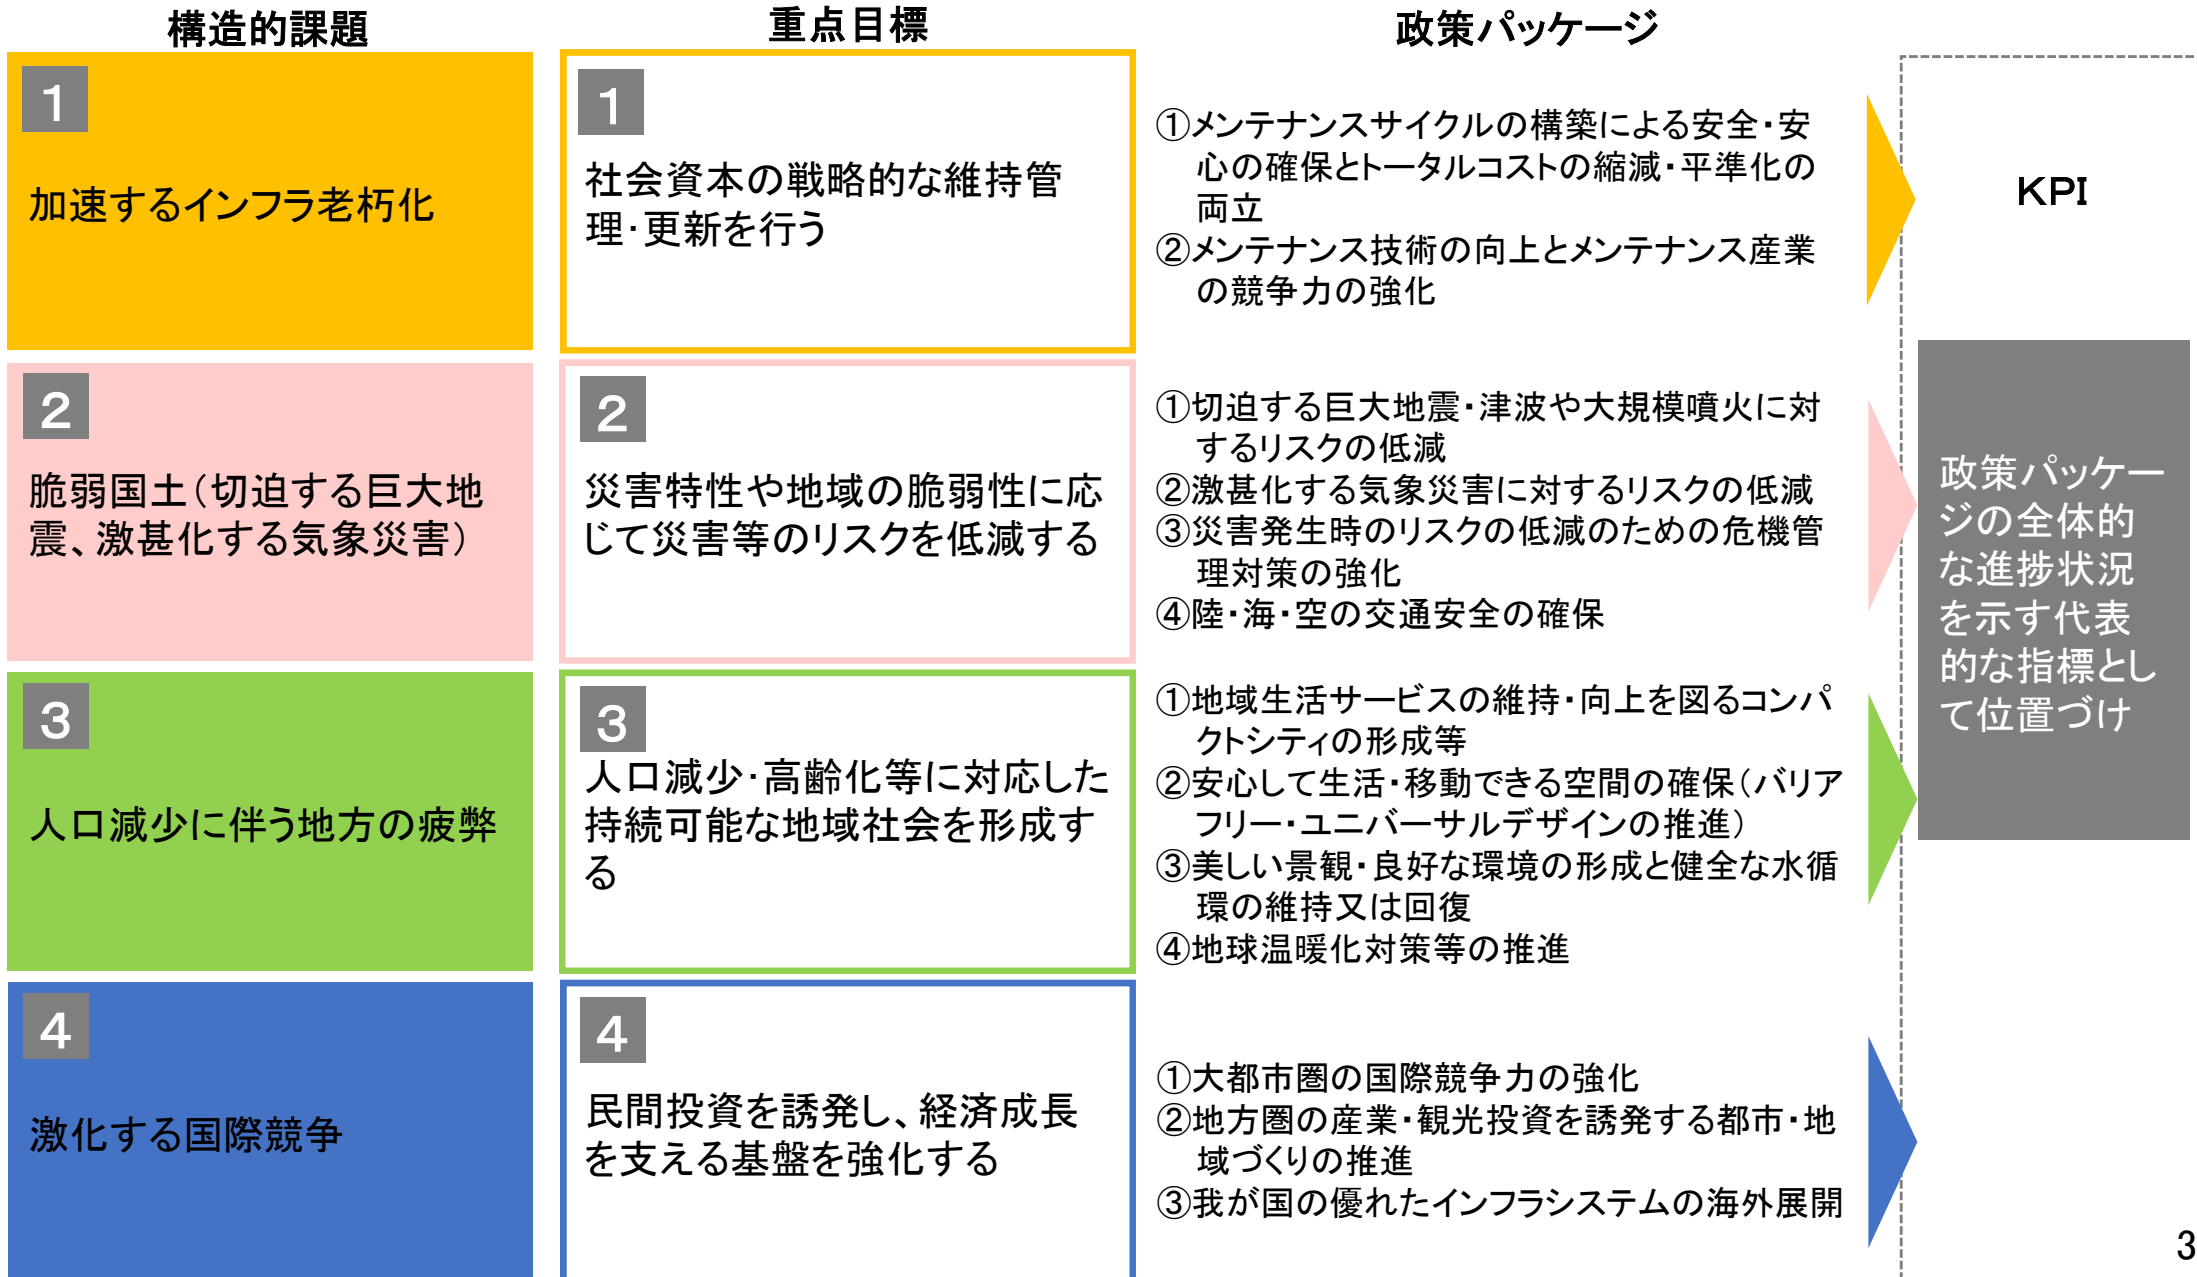 構造的課題
重点目標
政策パッケージ
1
加速するインフラ老朽化
1
社会資本の戦略的な維持管
理・更新を行う
①メンテナンスサイクルの構築による安全・安
心の確保とトータルコストの縮減・平準化の
両立
②メンテナンス技術の向上とメンテナンス産業
の競争力の強化
KPI
2
脆弱国土（切迫する巨大地
震、激甚化する気象災害）
2
災害特性や地域の脆弱性に応
じて災害等のリスクを低減する
①切迫する巨大地震・津波や大規模噴火に対
するリスクの低減
②激甚化する気象災害に対するリスクの低減
③災害発生時のリスクの低減のための危機管
理対策の強化
④陸・海・空の交通安全の確保
政策パッケー
ジの全体的
な進捗状況
を示す代表
的な指標とし
て位置づけ
3
人口減少に伴う地方の疲弊
3
人口減少・高齢化等に対応した
持続可能な地域社会を形成す
る
①地域生活サービスの維持・向上を図るコンパ
クトシティの形成等
②安心して生活・移動できる空間の確保（バリア
フリー・ユニバーサルデザインの推進）
③美しい景観・良好な環境の形成と健全な水循
環の維持又は回復
④地球温暖化対策等の推進
4
激化する国際競争
4
民間投資を誘発し、経済成長
を支える基盤を強化する
①大都市圏の国際競争力の強化
②地方圏の産業・観光投資を誘発する都市・地
域づくりの推進
③我が国の優れたインフラシステムの海外展開
3